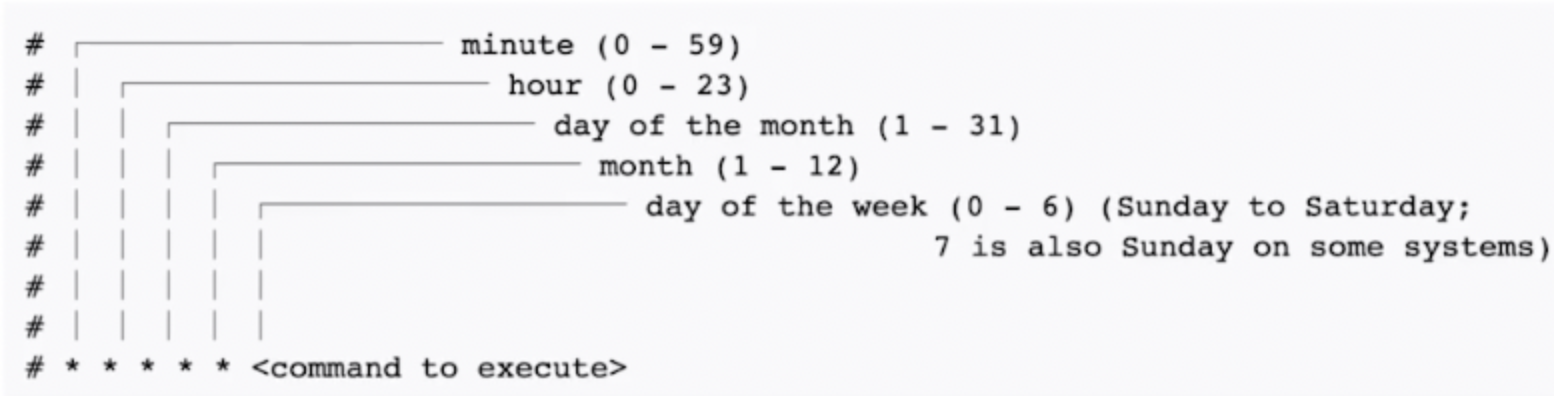 # ┌───────────── minute (0 - 59)
# │ ┌───────────── hour (0 - 23)
# │ │ ┌───────────── day of the month (1 - 31)
# │ │ │ ┌───────────── month (1 - 12)
# │ │ │ │ ┌───────────── day of the week (0 - 6) (Sunday to Saturday;
# │ │ │ │ │ 7 is also Sunday on some systems)
# │ │ │ │ │
# │ │ │ │ │
# * * * * * <command to execute>